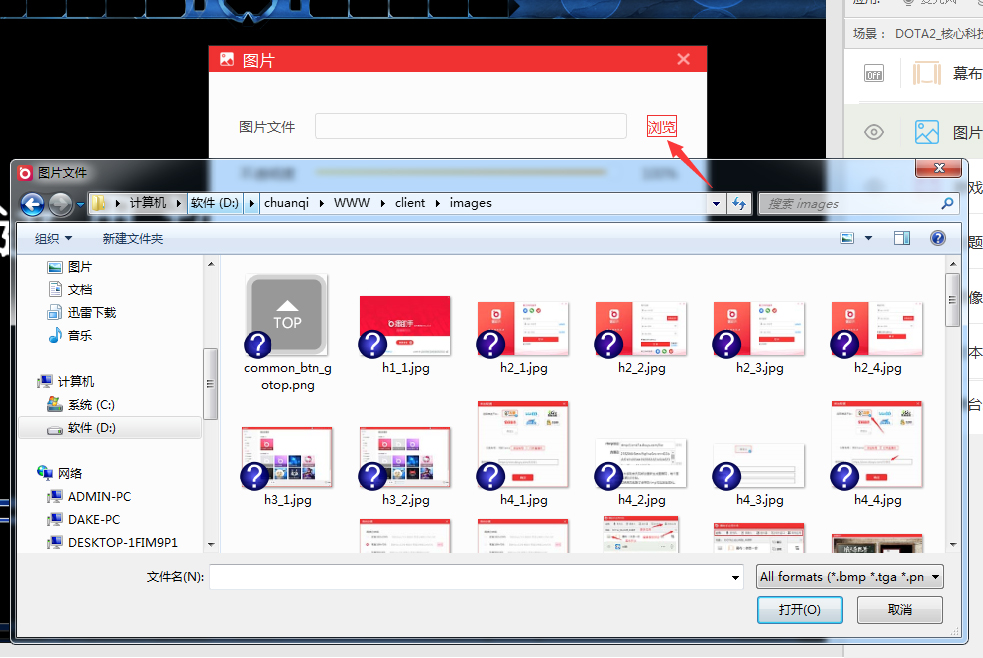 场景： DOTA2_核心科技
OFF
幕布
图片
图片
图片文件
浏览
图片文件
计算机
软件 (D:)
chuanqi
WWW
client
images
搜索 images
组织
新建文件夹
图片
文档
迅雷下载
音乐
计算机
系统 (C:)
软件 (D:)
网络
ADMIN-PC
DAKE-PC
DESKTOP-1FIM9P1
TOP
common_btn_gotop.png
h1_1.jpg
h2_1.jpg
h2_2.jpg
h2_3.jpg
h2_4.jpg
h3_1.jpg
h3_2.jpg
h4_1.jpg
h4_2.jpg
h4_3.jpg
h4_4.jpg
戏
题
像
本
台
文件名(N):
All formats (*.bmp *.tga *.pn
打开(O)
取消